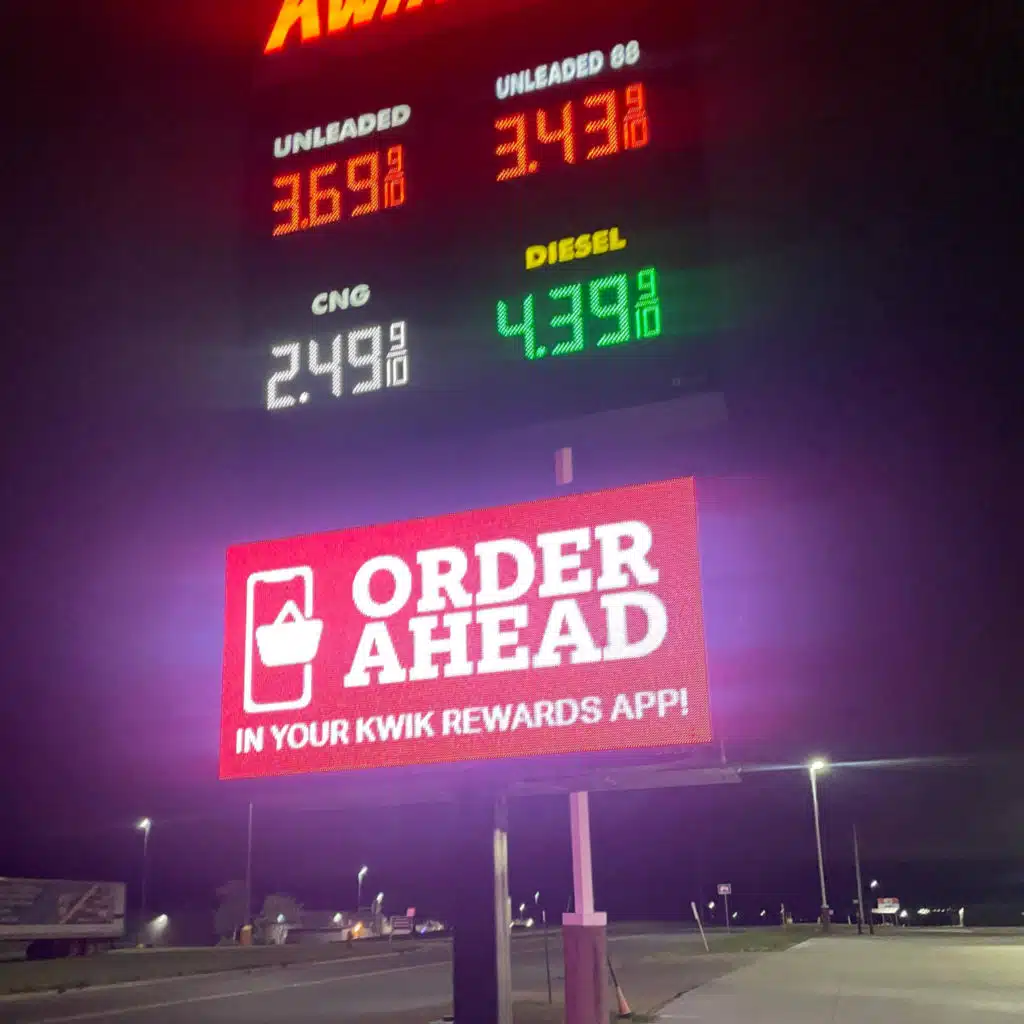 UNLEADED
3.69 9/10
UNLEADED 88
3.43 9/10
CNG
2.49 9/10
DIESEL
4.39 9/10
ORDER
AHEAD
IN YOUR KWIK REWARDS APP!